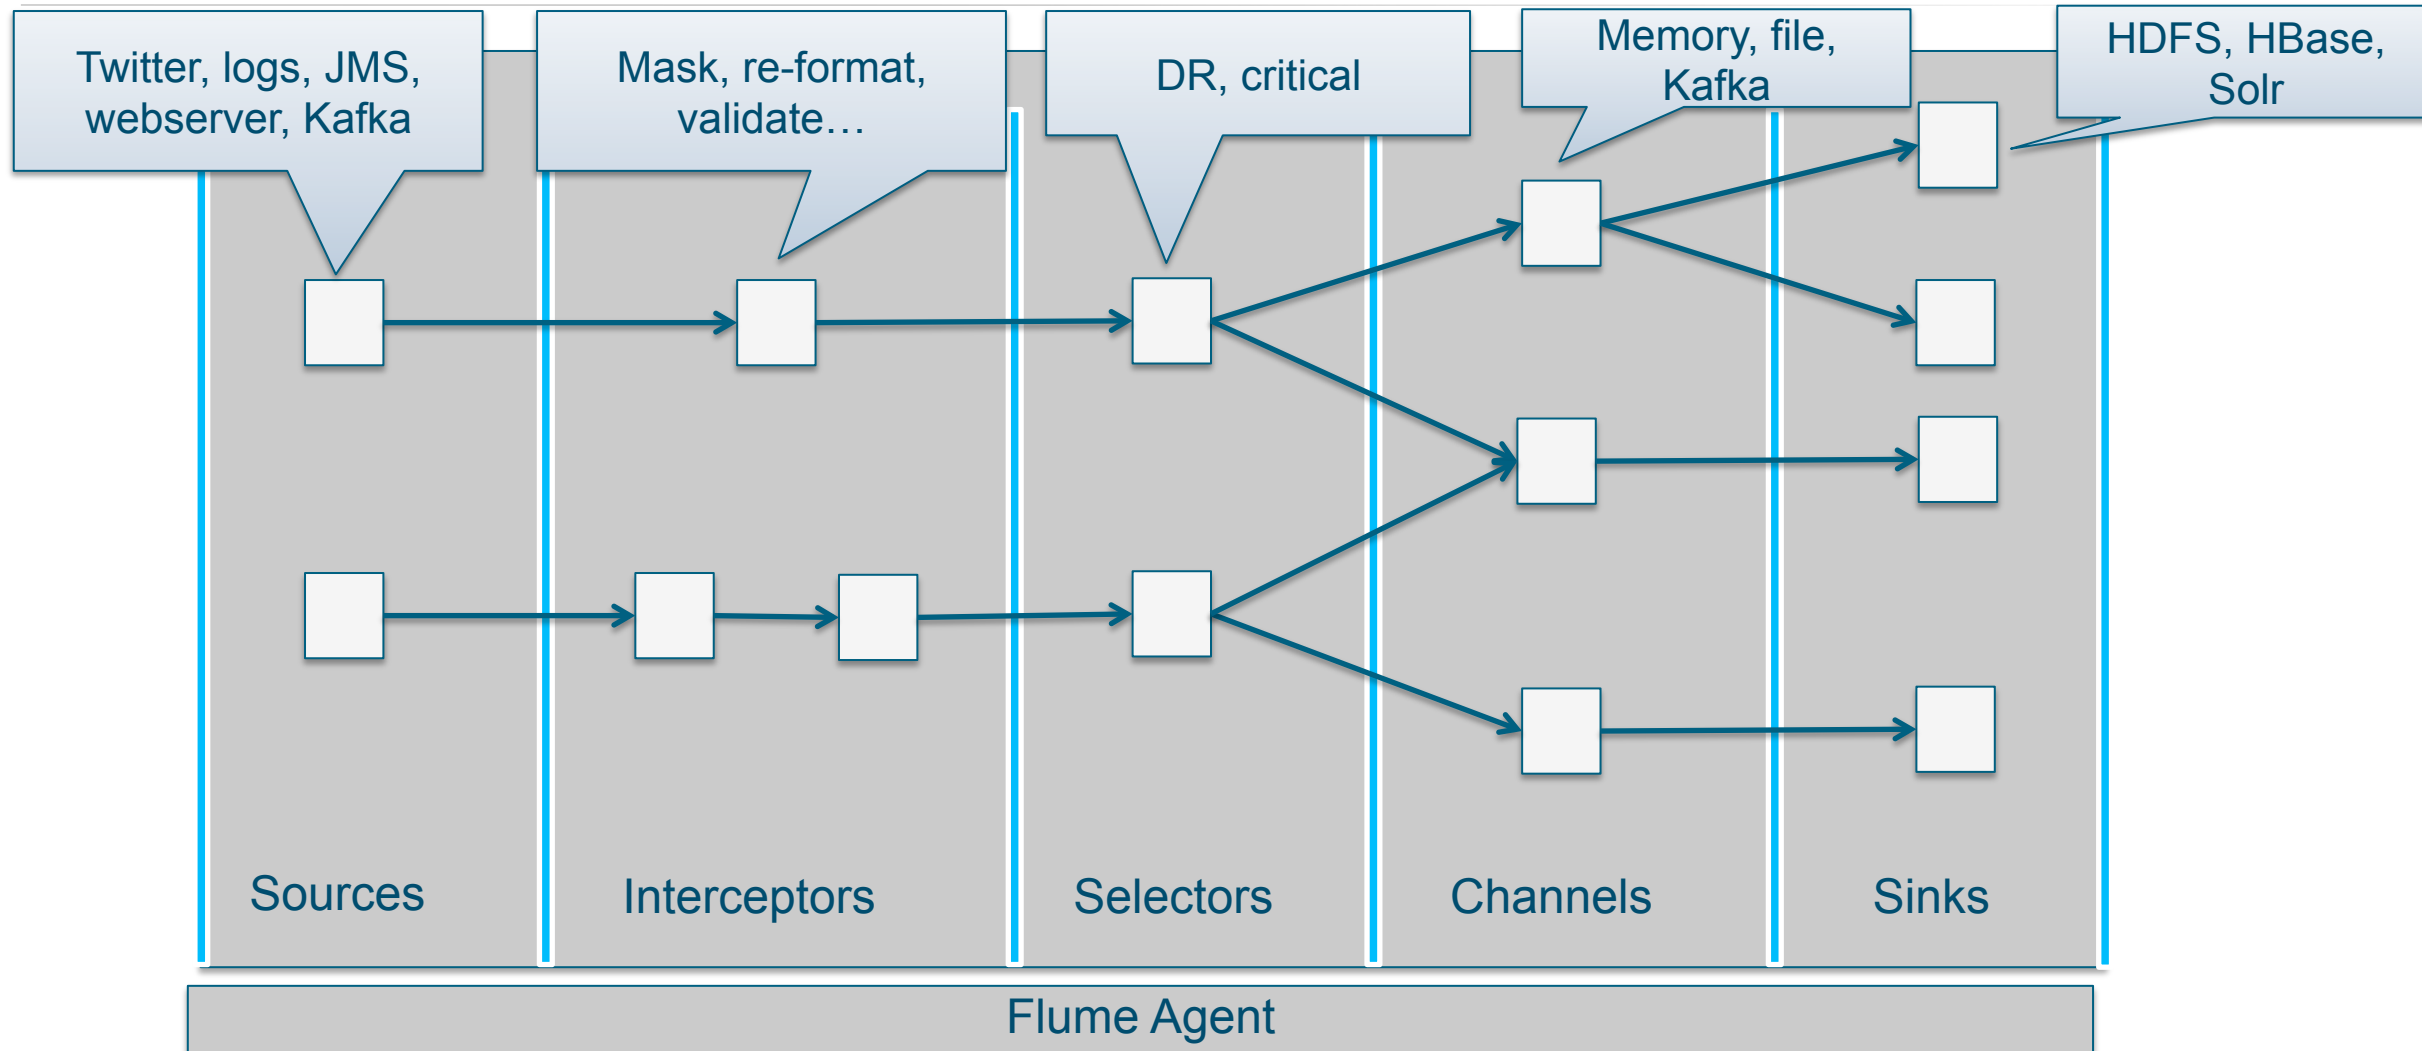 Twitter, logs, JMS,
webserver, Kafka
Mask, re-format,
validate…
DR, critical
Memory, file,
Kafka
HDFS, HBase,
Solr
Sources
Interceptors
Selectors
Channels
Sinks
Flume Agent